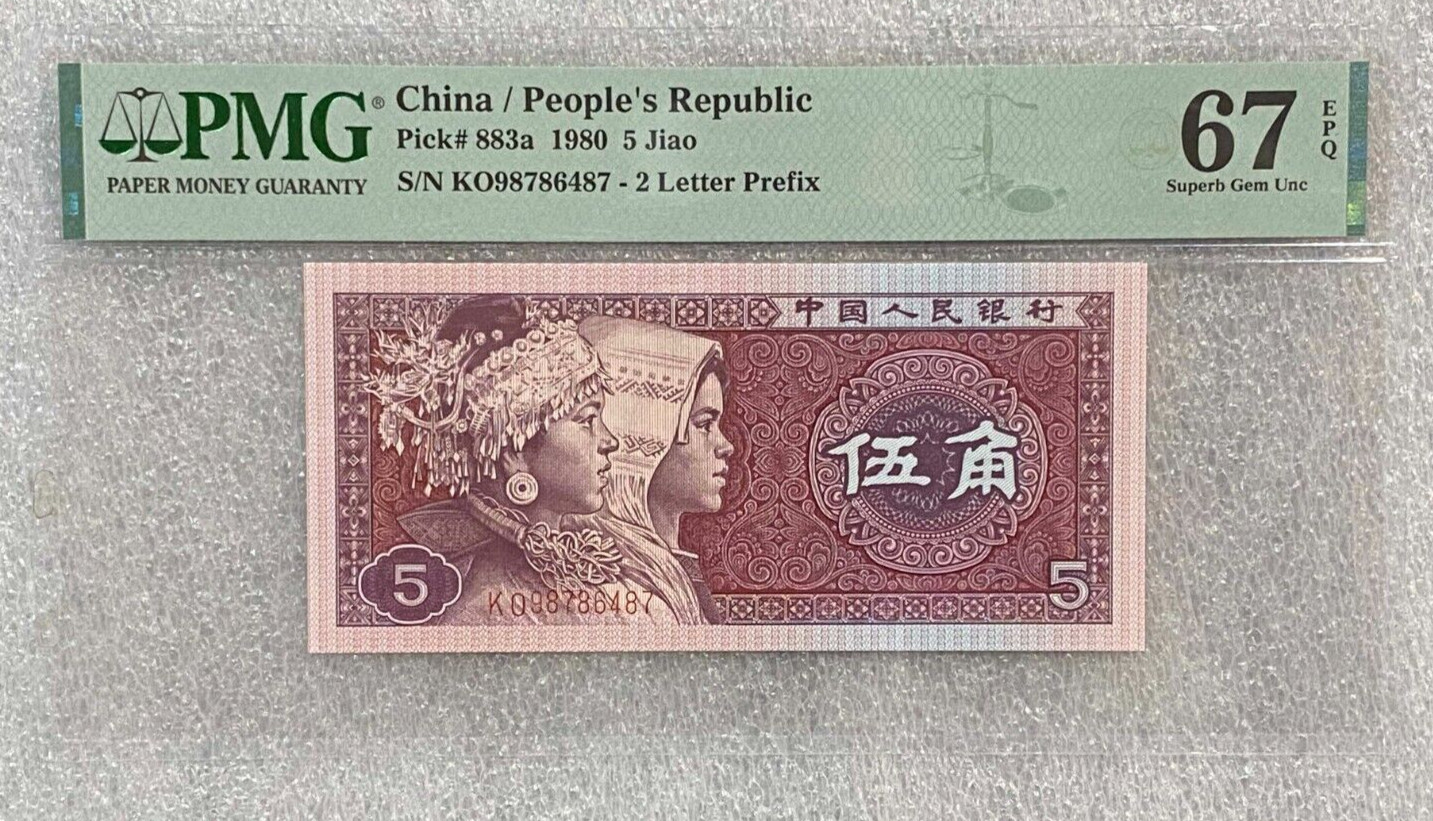 PMG® China / People's Republic
Pick# 883a 1980 5 Jiao
PAPER MONEY GUARANTY
S/N KO98786487 - 2 Letter Prefix
67
EPQ
Superb Gem Unc
中国人民银行
伍角
5
KO98786487
5